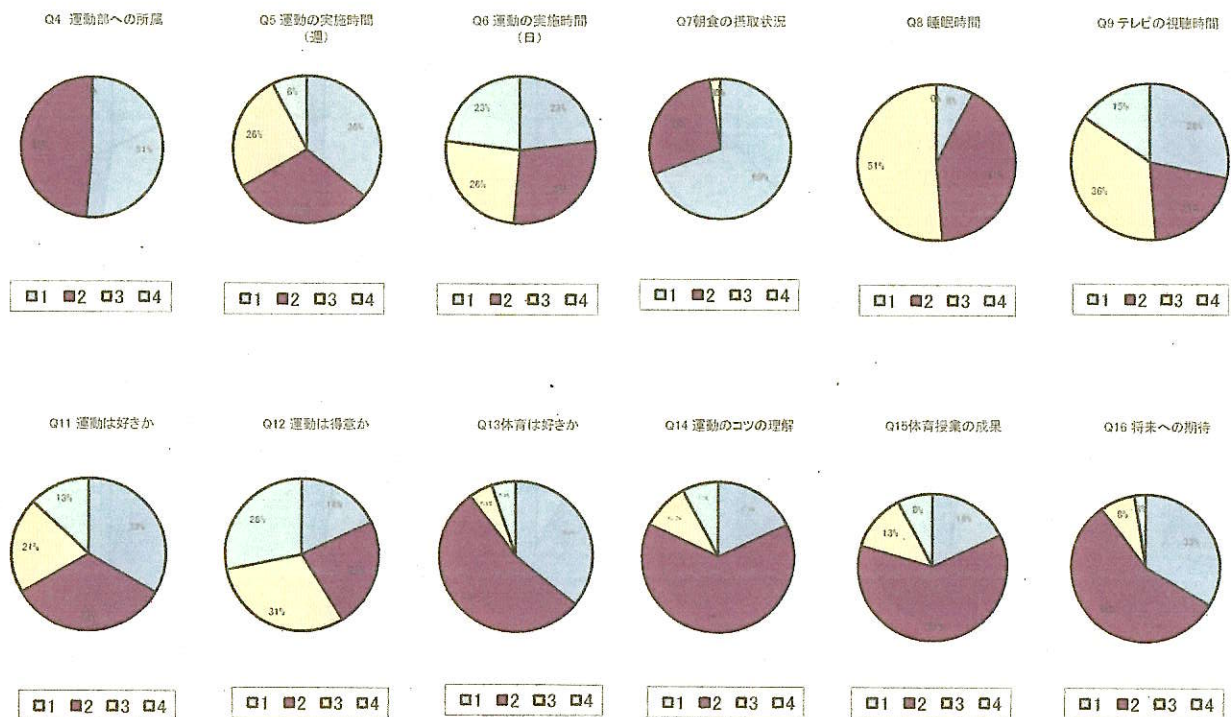 Q4 運動部への所属
Q5 運動の実施時間
(週)
Q6 運動の実施時間
(日)
Q7朝食の摂取状況
Q8 睡眠時間
Q9 テレビの視聴時間
51%
6%
26%
23%
23%
26%
51%
15%
28%
36%
21%
□1 ■2 □3 □4
□1 ■2 □3 □4
□1 ■2 □3 □4
□1 ■2 □3 □4
□1 ■2 □3 □4
□1 ■2 □3 □4
Q11 運動は好きか
Q12 運動は得意か
Q13体育は好きか
Q14 運動のコツの理解
Q15体育授業の成果
Q16 将来への期待
13%
21%
28%
31%
8%
18%
13%
8%
33%
□1 ■2 □3 □4
□1 ■2 □3 □4
□1 ■2 □3 □4
□1 ■2 □3 □4
□1 ■2 □3 □4
□1 ■2 □3 □4